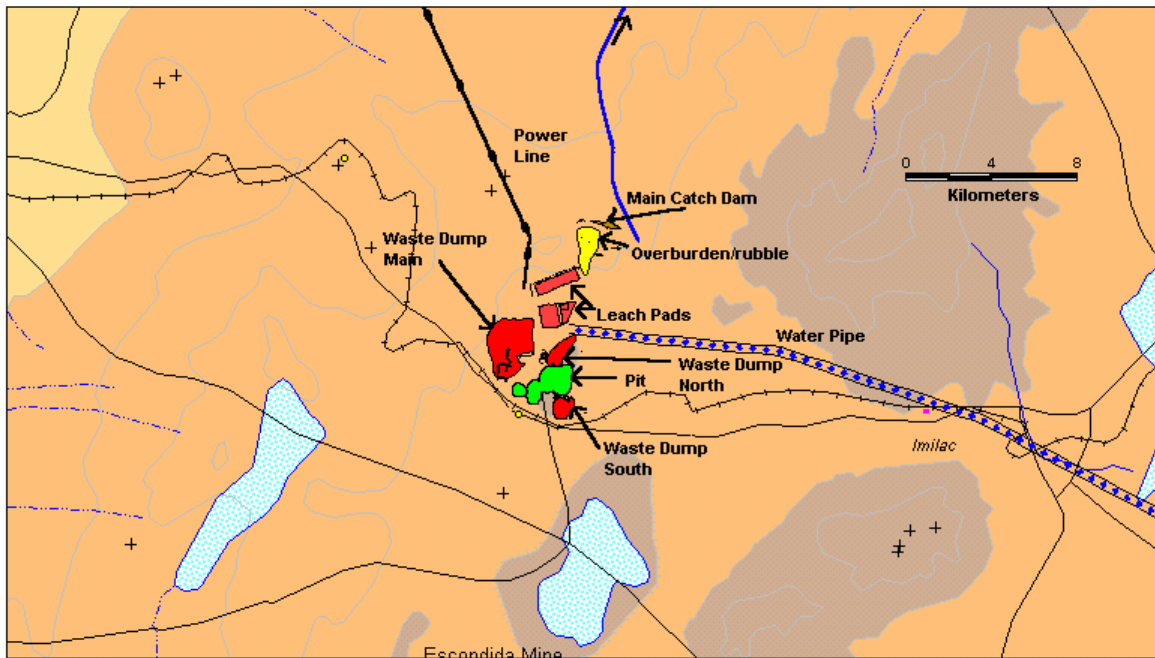 Power
Line
0 4 8
Kilometers
Main Catch Dam
Waste Dump
Main
Overburden/rubble
Leach Pads
Water Pipe
Waste Dump
North
Pit
Imilac
Waste Dump
South
Escondida Mine